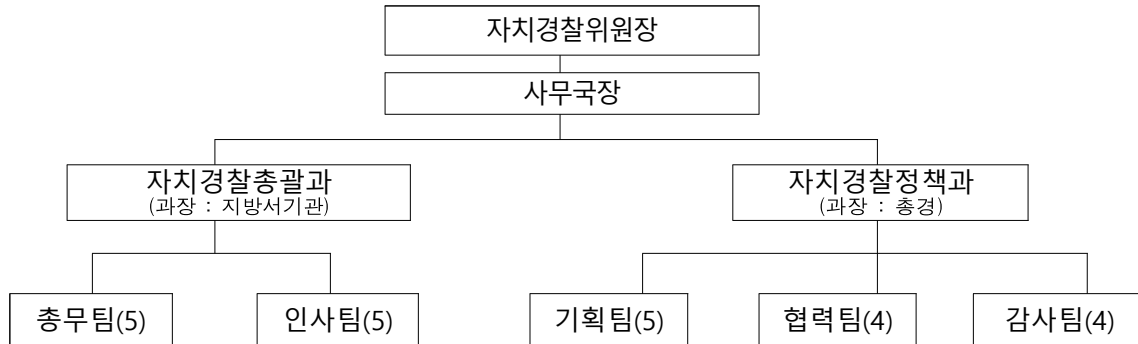 자치경찰위원장
사무국장
자치경찰총괄과
(과장 : 지방서기관)
자치경찰정책과
(과장 : 총경)
총무팀(5)
인사팀(5)
기획팀(5)
협력팀(4)
감사팀(4)